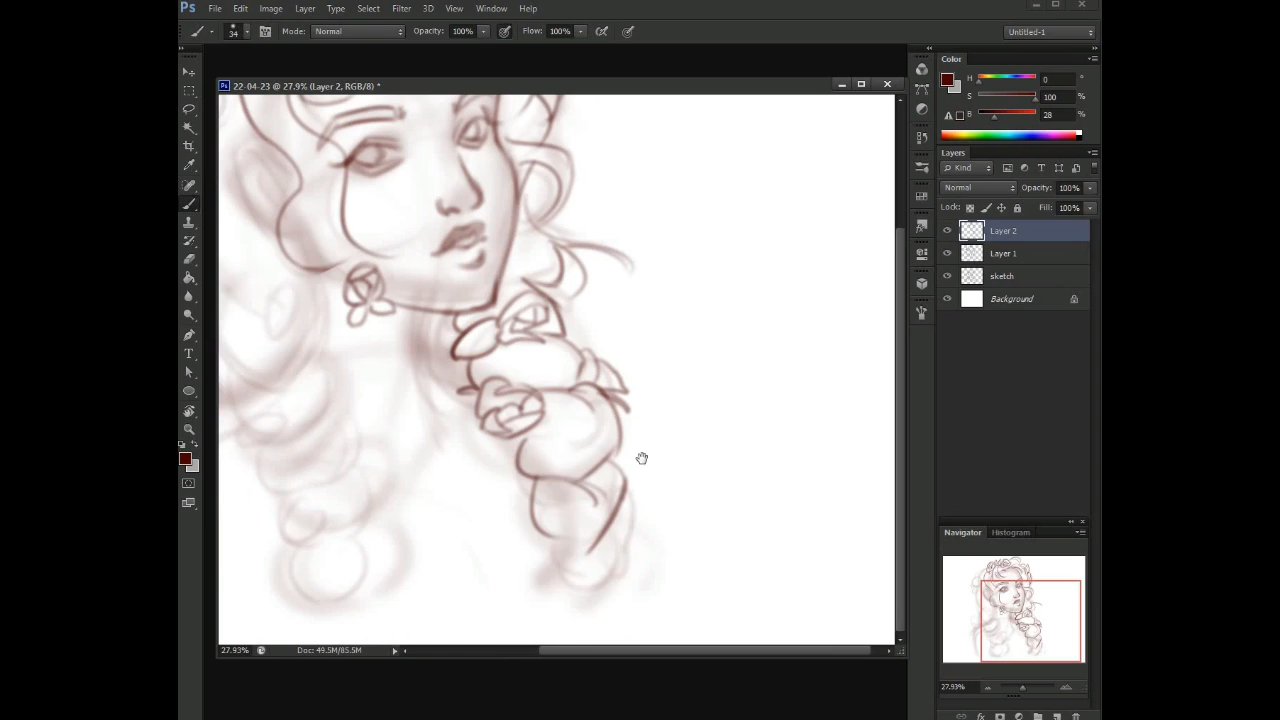 Ps File Edit Image Layer Type Select Filter 3D View Window Help
34 Mode: Normal Opacity: 100% Flow: 100% Untitled-1
22-04-23 @ 27.9% (Layer 2, RGB/8) *
Color
H 0 °
S 100 %
B 28 %
Layers
Kind
Normal Opacity: 100%
Lock: Fill: 100%
Layer 2
Layer 1
sketch
Background
Navigator Histogram
27.93%
27.93% Doc: 49.5M/85.5M